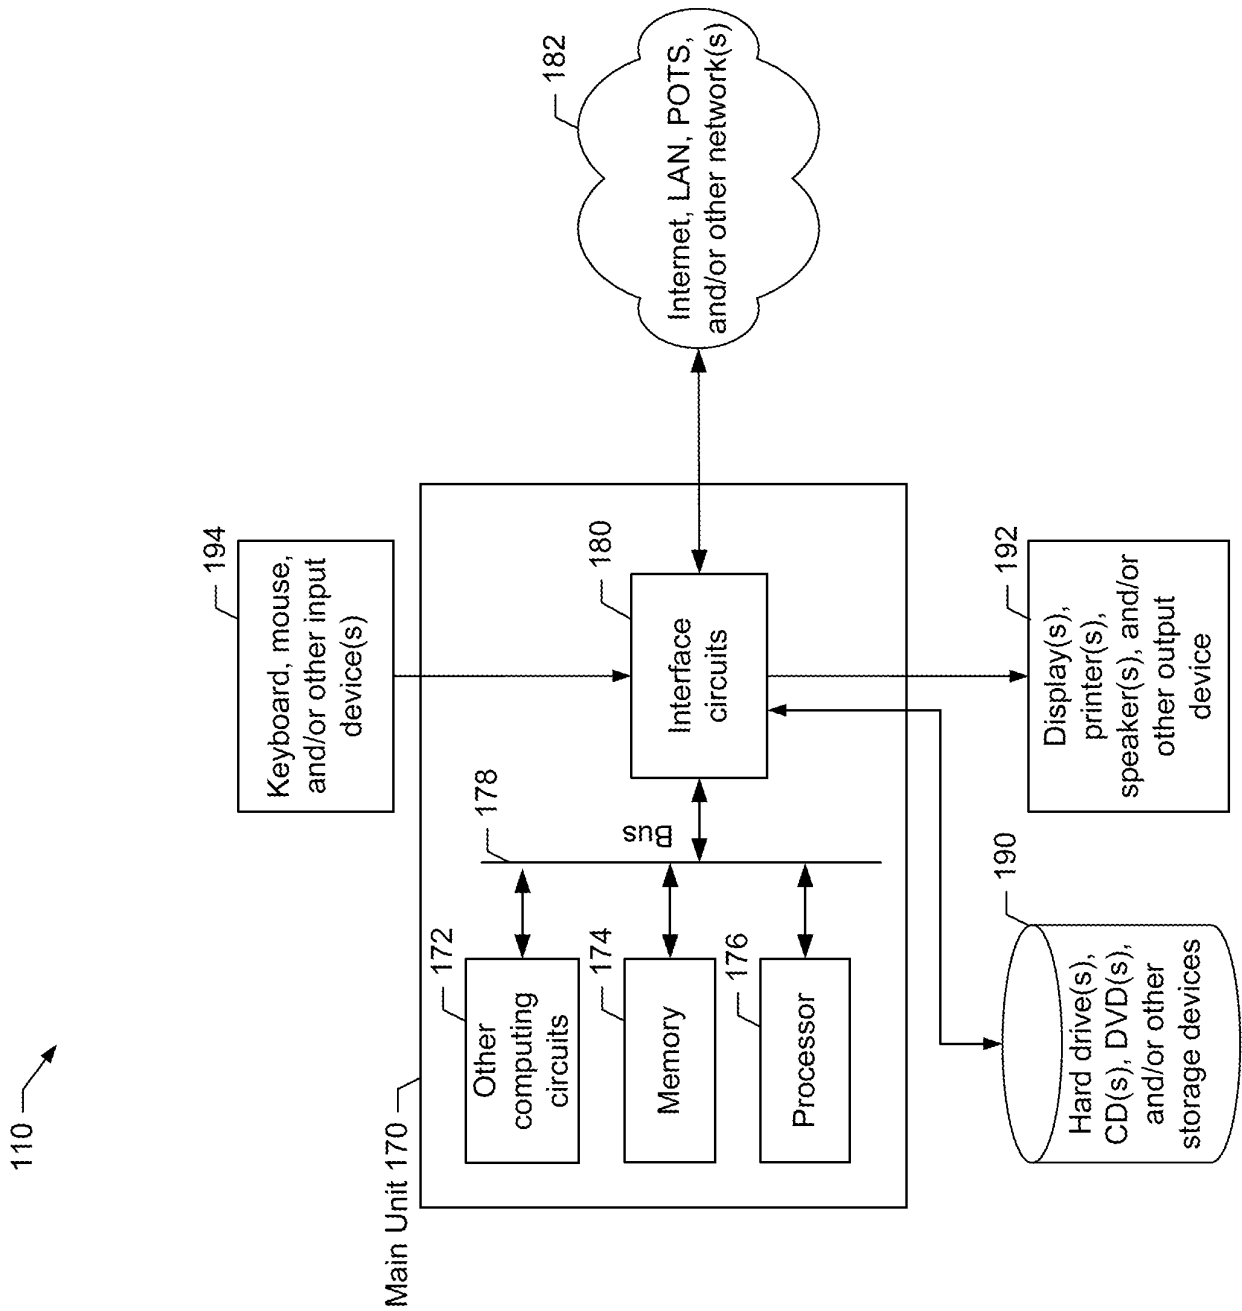 110
Main Unit 170
Other
computing
circuits
172
Memory
174
Processor
176
178
Bus
Keyboard, mouse,
and/or other input
device(s)
194
Interface
circuits
180
Internet, LAN, POTS,
and/or other network(s)
182
Hard drive(s),
CD(s), DVD(s),
and/or other
storage devices
190
Display(s),
printer(s),
speaker(s), and/or
other output
device
192